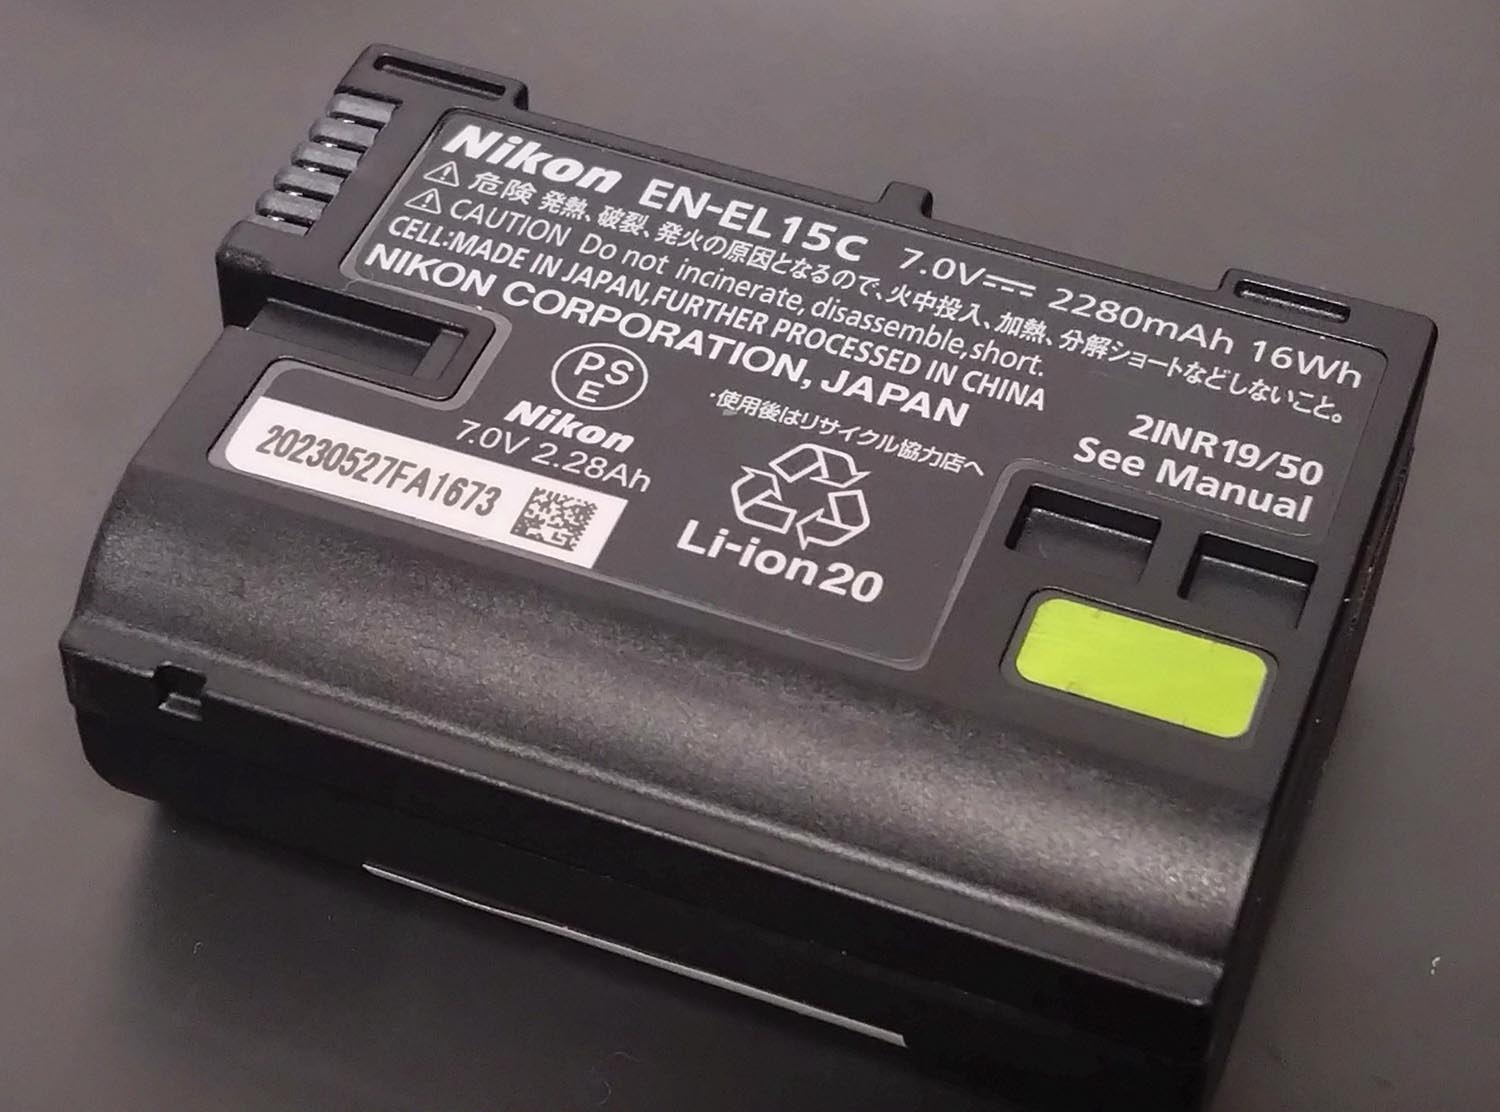 Nikon EN-EL15C 7.0V⎓ 2280mAh 16Wh
⚠危険 発熱、破裂、発火の原因となるので、火中投入、加熱、分解ショートなどしないこと。
⚠CAUTION Do not incinerate, disassemble, short.
CELL:MADE IN JAPAN, FURTHER PROCESSED IN CHINA
NIKON CORPORATION, JAPAN
2INR19/50
See Manual
PS
E
Nikon
7.0V 2.28Ah
・使用後はリサイクル協力店へ
Li-ion20
20230527FA1673